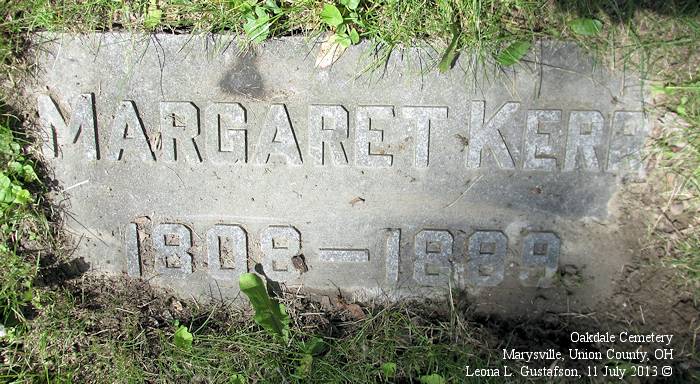 MARGARET KERR
1808-1889
Oakdale Cemetery
Marysville, Union County, OH
Leona L. Gustafson, 11 July 2013 ©